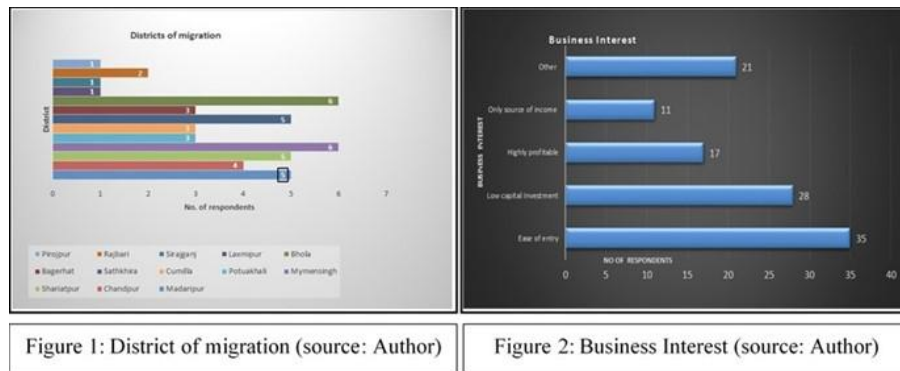 Districts of migration
District
1
2
1
1
6
3
5
3
3
6
5
4
5
0 1 2 3 4 5 6 7
No. of respondents
Pirojpur Rajbari Sirajganj Laxmipur Bhola
Bagerhat Sathkhira Cumilla Potuakhali Mymensingh
Shariatpur Chandpur Madaripur
Figure 1: District of migration (source: Author)
Business Interest
BUSINESS INTEREST
Other 21
Only source of income 11
Highly profitable 17
Low capital investment 28
Ease of entry 35
0 5 10 15 20 25 30 35 40
NO OF RESPONDENTS
Figure 2: Business Interest (source: Author)